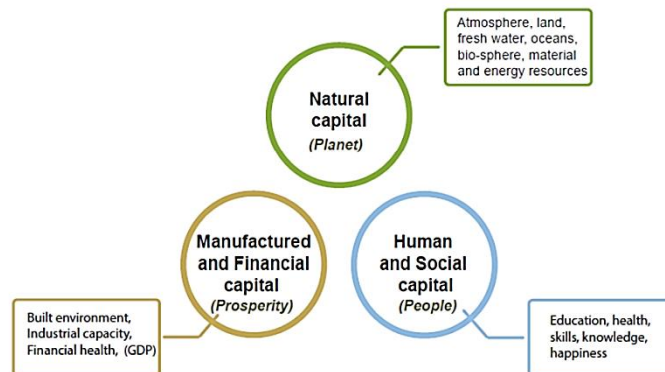 Atmosphere, land,
fresh water, oceans,
bio-sphere, material
and energy resources
Natural
capital
(Planet)
Manufactured
and Financial
capital
(Prosperity)
Human
and Social
capital
(People)
Built environment,
Industrial capacity,
Financial health, (GDP)
Education, health,
skills, knowledge,
happiness